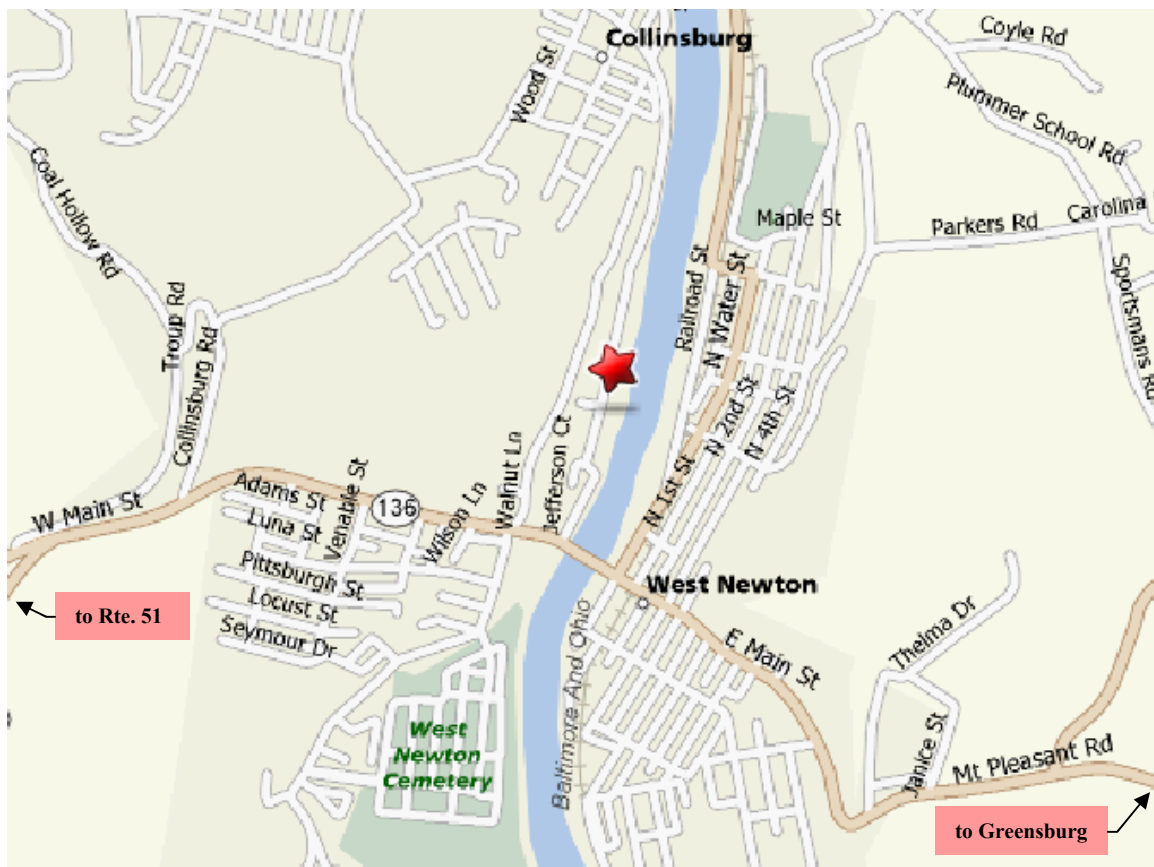 Collinsburg
Coyle Rd
Wood St
Plummer School Rd
Coal Hollow Rd
Maple St
Parkers Rd
Carolina
Railroad St
N Water St
Sportsmans Rd
Troup Rd
Collinsburg Rd
N 2nd St
N 4th St
Jefferson Ct
Walnut Ln
W Main St
Adams St
Venable St
136
Wilson Ln
N 1st St
Luna St
Pittsburgh St
West Newton
to Rte. 51
Locust St
Seymour Dr
E Main St
Thelma Dr
Baltimore And Ohio
West
Newton
Cemetery
Janice St
Mt Pleasant Rd
to Greensburg